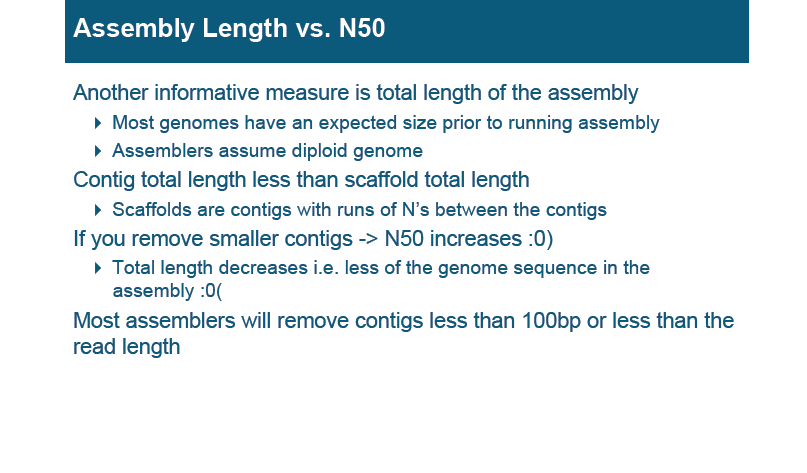 Assembly Length vs. N50
Another informative measure is total length of the assembly
Most genomes have an expected size prior to running assembly
Assemblers assume diploid genome
Contig total length less than scaffold total length
Scaffolds are contigs with runs of N’s between the contigs
If you remove smaller contigs -> N50 increases :0)
Total length decreases i.e. less of the genome sequence in the
assembly :0(
Most assemblers will remove contigs less than 100bp or less than the
read length